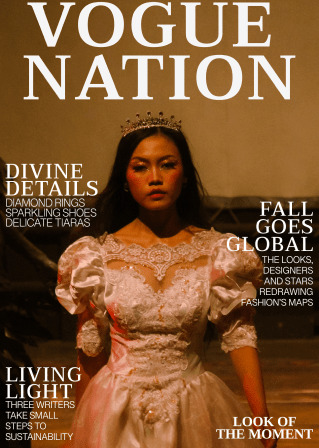 VOGUE
NATION
DIVINE
DETAILS
DIAMOND RINGS
SPARKLING SHOES
DELICATE TIARAS
FALL
GOES
GLOBAL
THE LOOKS,
DESIGNERS
AND STARS
REDRAWING
FASHION'S MAPS
LIVING
LIGHT
THREE WRITERS
TAKE SMALL
STEPS TO
SUSTAINABILITY
LOOK OF
THE MOMENT